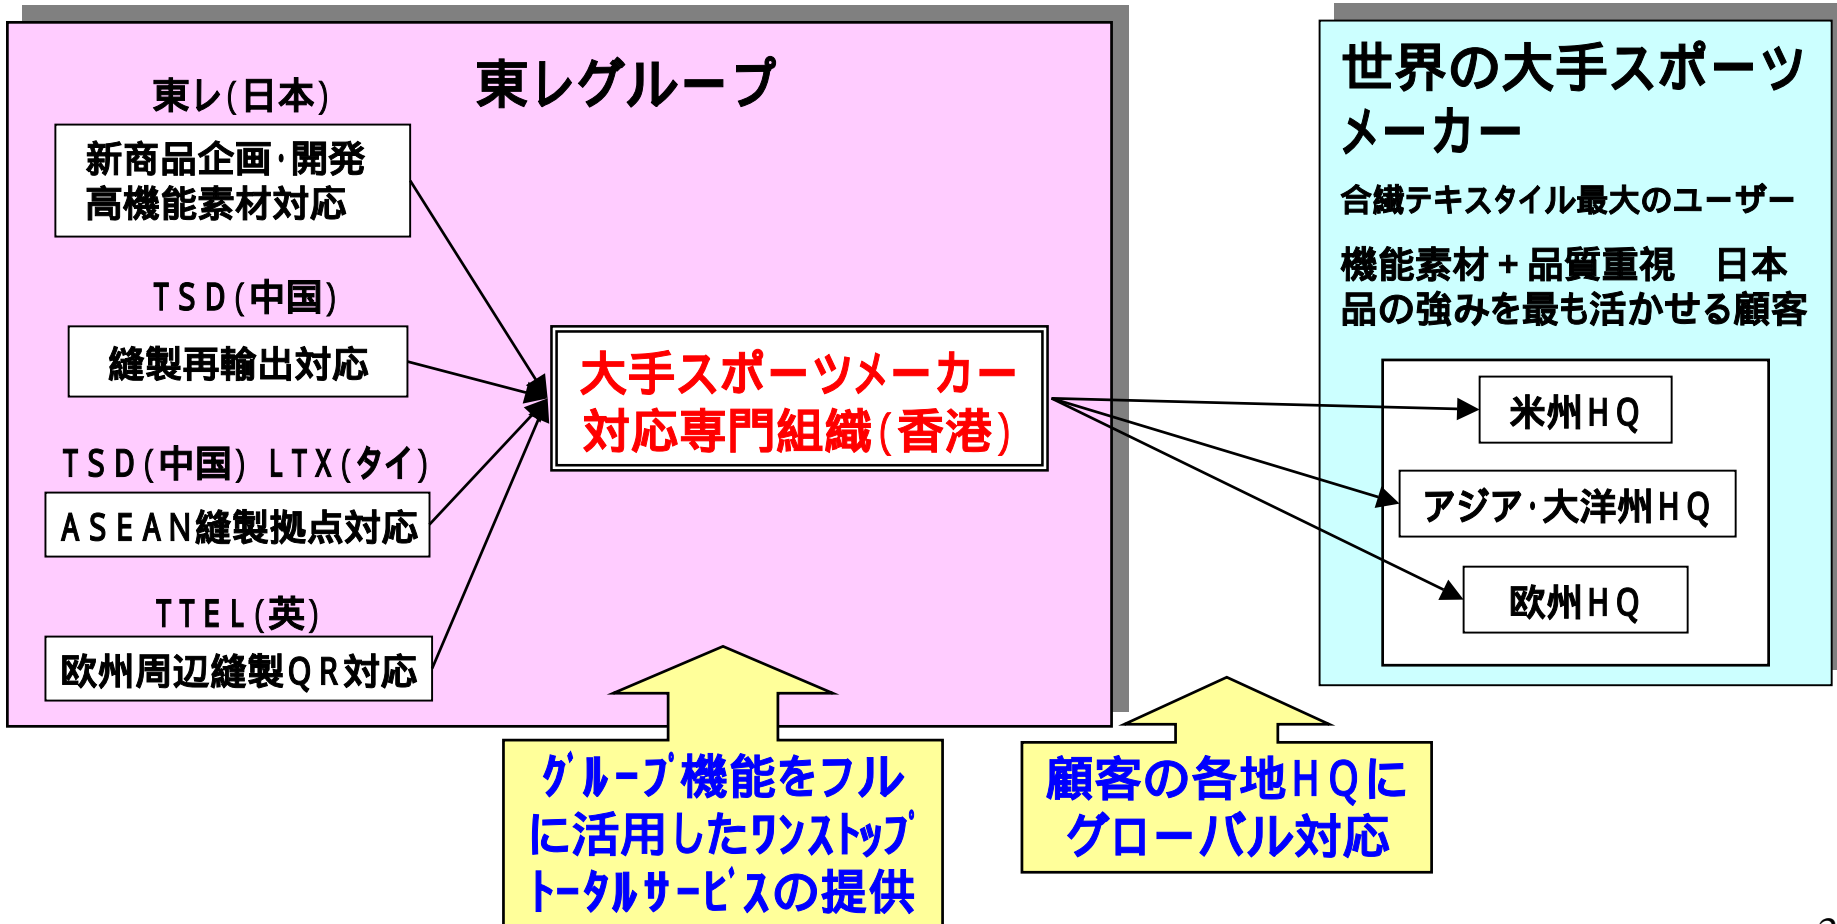 東レグループ
東レ(日本)
新商品企画・開発
高機能素材対応
TSD(中国)
縫製再輸出対応
TSD(中国) LTX(タイ)
ASEAN縫製拠点対応
TTEL(英)
欧州周辺縫製QR対応
大手スポーツメーカー
対応専門組織(香港)
世界の大手スポーツ
メーカー
合繊テキスタイル最大のユーザー
機能素材+品質重視　日本
品の強みを最も活かせる顧客
米州HQ
アジア・大洋州HQ
欧州HQ
ｸﾞﾙｰﾌﾟ機能をフル
に活用したﾜﾝｽﾄｯﾌﾟ
ﾄｰﾀﾙｻｰﾋﾞｽの提供
顧客の各地HQに
グローバル対応